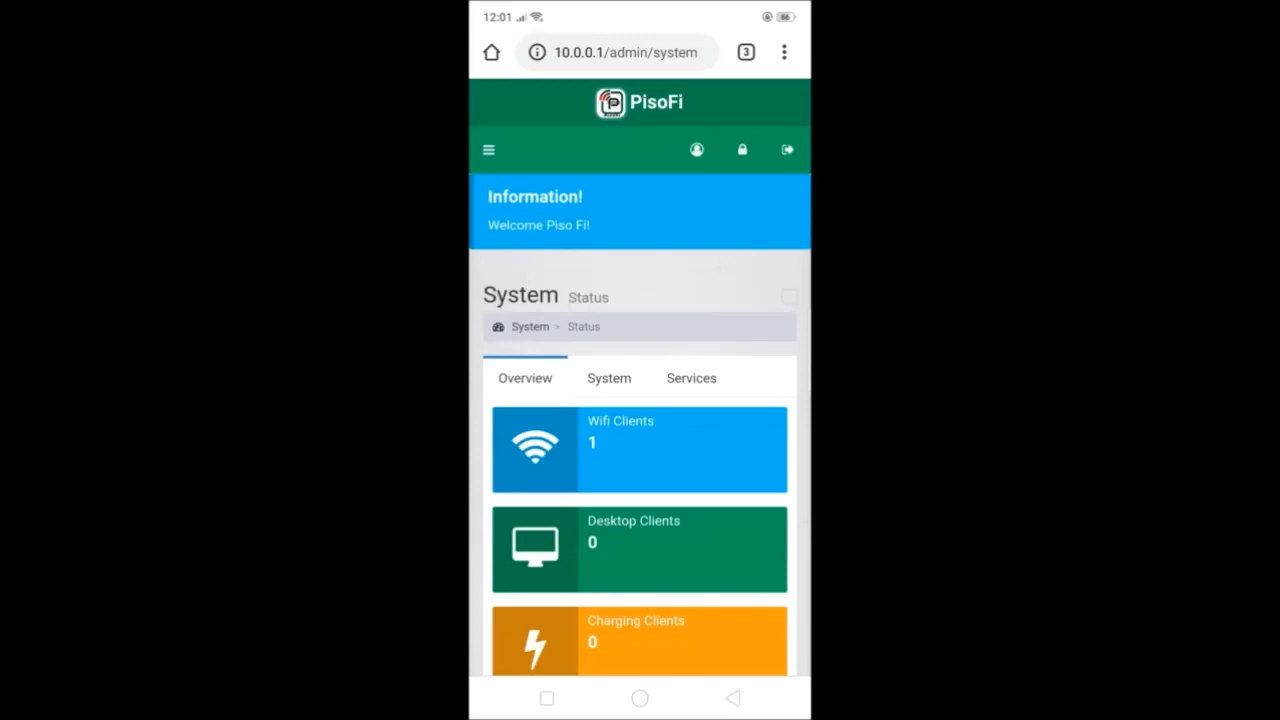 12:01
66
10.0.0.1/admin/system
3
PisoFi
Information!
Welcome Piso Fi!
System Status
System > Status
Overview System Services
Wifi Clients
1
Desktop Clients
0
Charging Clients
0